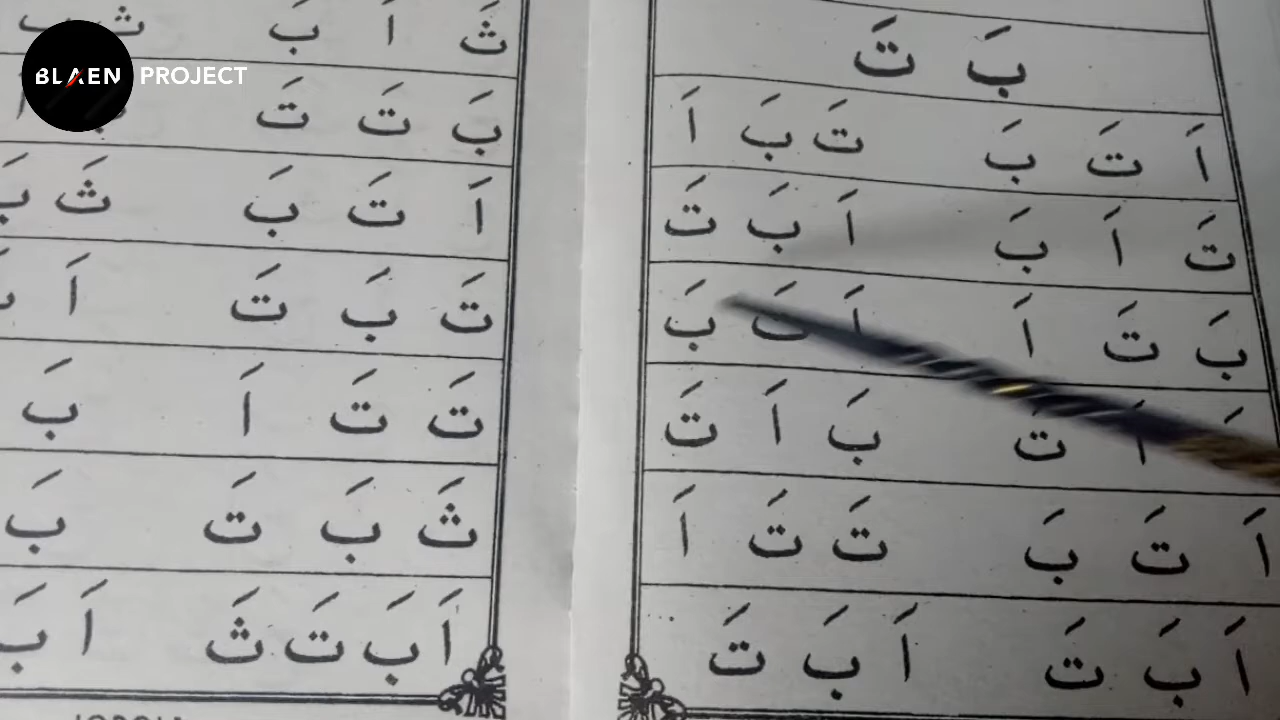 BLAEN PROJECT
بَ تَ
اَ تَ بَ تَ بَ اَ
تَ اَ بَ اَ بَ تَ
بَ تَ اَ اَ تَ بَ
اَ تَ بَ اَ تَ
اَ تَ بَ تَ تَ اَ
اَ بَ تَ اَ بَ تَ
ثَ اَ بَ ثَ بَ
بَ تَ تَ بَ اَ
اَ تَ بَ ثَ بَ
تَ بَ تَ اَ
تَ تَ اَ بَ
ثَ بَ تَ بَ
اَ بَ تَ ثَ اَ بَ